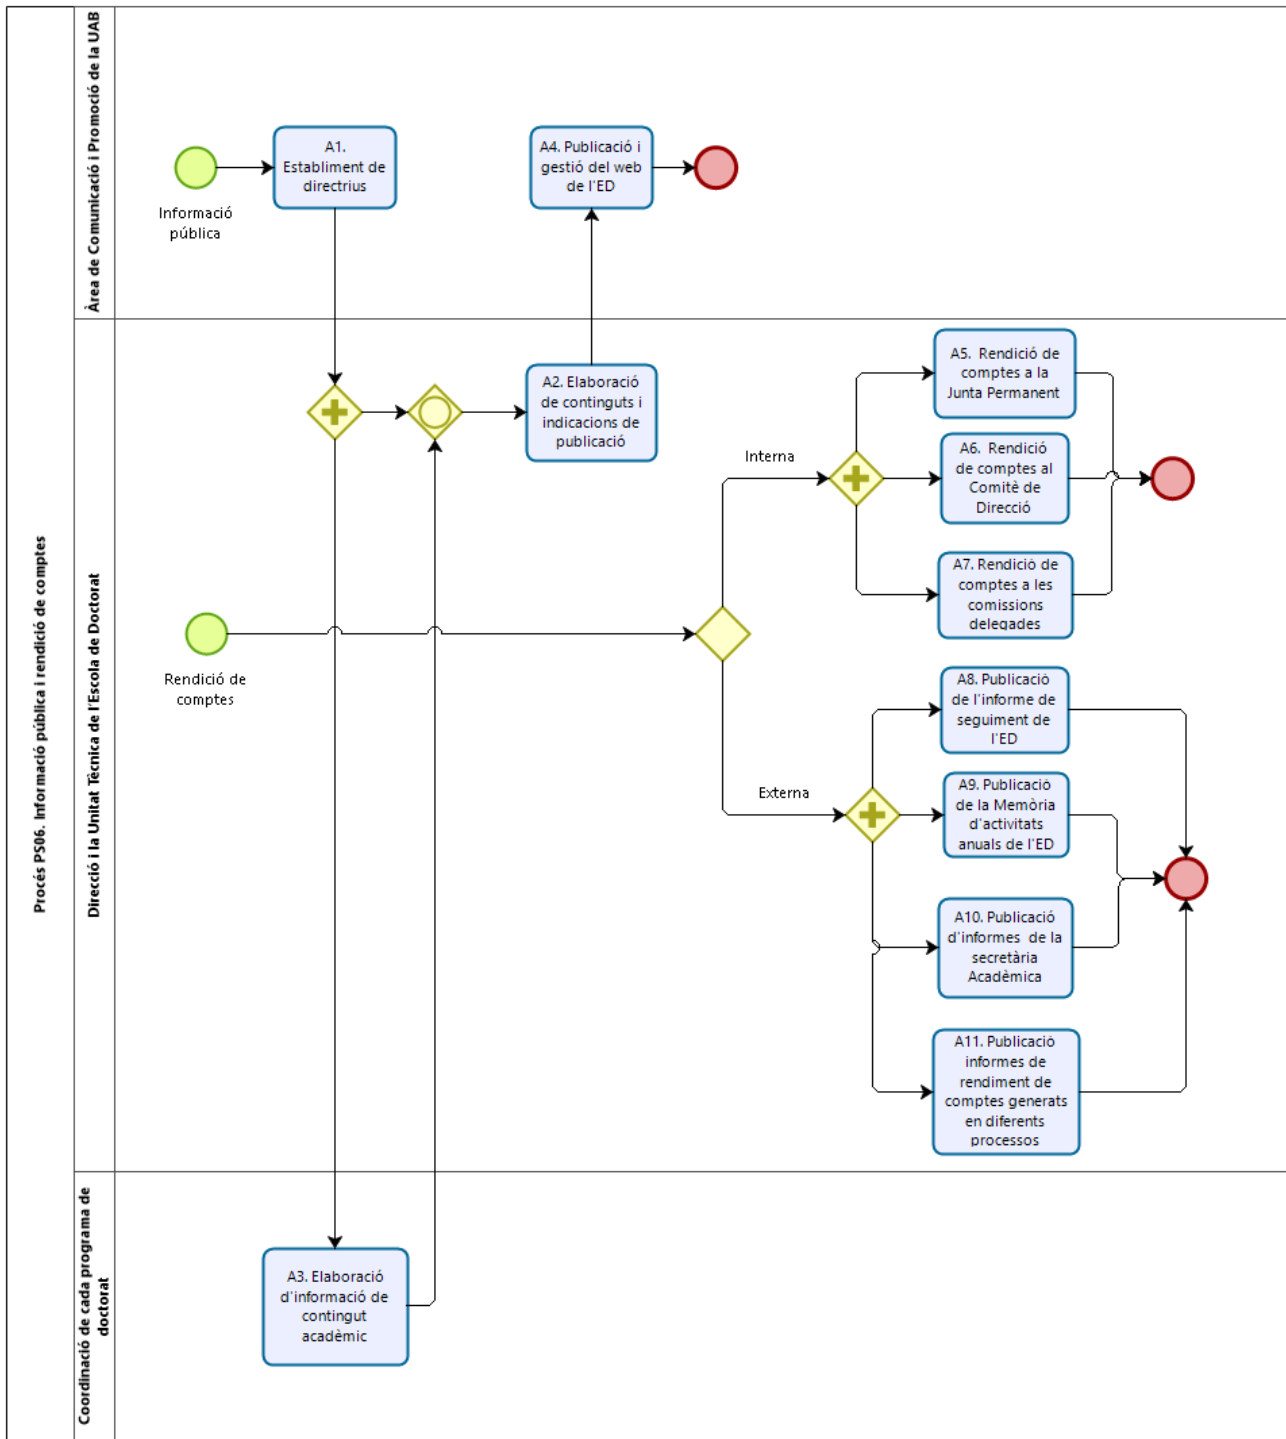 Procés PS06. Informació pública i rendició de comptes
Àrea de Comunicació i Promoció de la UAB
Informació
pública
A1.
Establiment de
directrius
A4. Publicació i
gestió del web
de l'ED
Direcció i la Unitat Tècnica de l'Escola de Doctorat
A2. Elaboració
de continguts i
indicacions de
publicació
Rendició de
comptes
Interna
A5. Rendició de
comptes a la
Junta Permanent
A6. Rendició
de comptes al
Comitè de
Direcció
A7. Rendició de
comptes a les
comissions
delegades
Externa
A8. Publicació
de l'informe de
seguiment de
l'ED
A9. Publicació
de la Memòria
d'activitats
anuals de l'ED
A10. Publicació
d'informes de la
secretària
Acadèmica
A11. Publicació
informes de
rendiment de
comptes generats
en diferents
processos
Coordinació de cada programa de
doctorat
A3. Elaboració
d'informació de
contingut
acadèmic